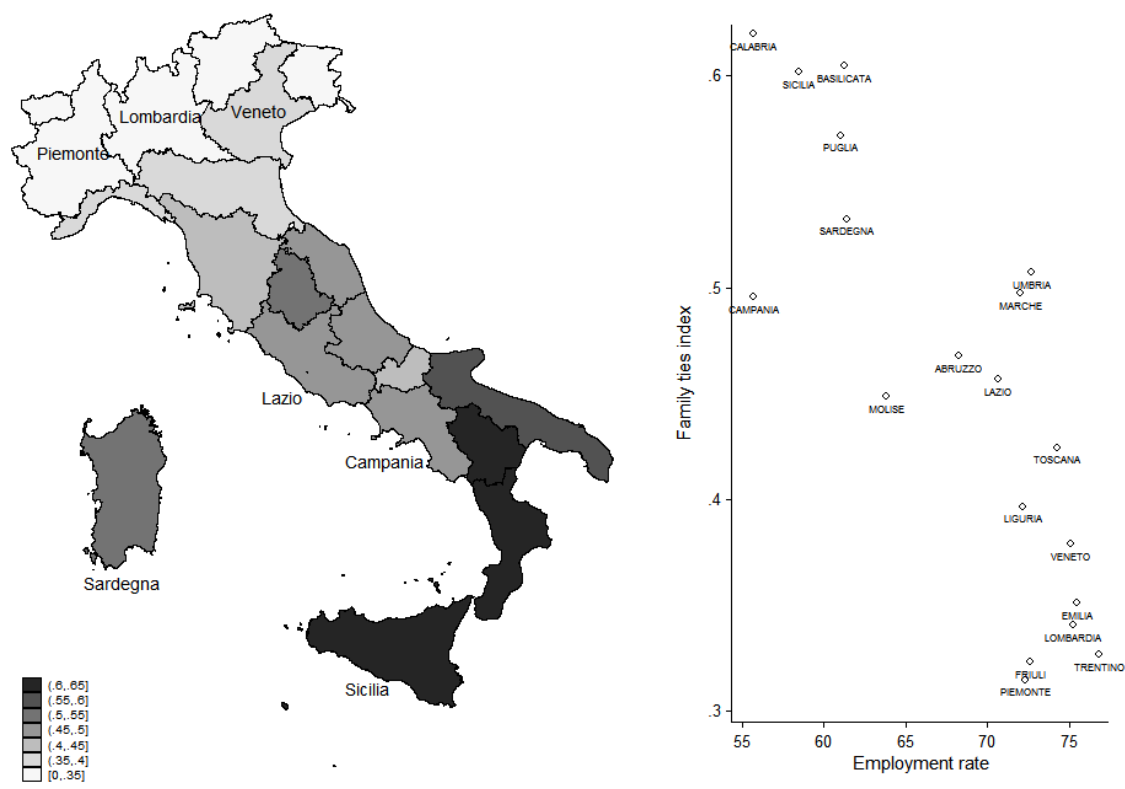 Lombardia
Veneto
Piemonte
Lazio
Campania
Sardegna
Sicilia
(.6,.65]
(.55,.6]
(.5,.55]
(.45,.5]
(.4,.45]
(.35,.4]
[0,.35]
Family ties index
.6
.5
.4
.3
CALABRIA
SICILIA
BASILICATA
PUGLIA
SARDEGNA
UMBRIA
CAMPANIA
MARCHE
ABRUZZO
LAZIO
MOLISE
TOSCANA
LIGURIA
VENETO
EMILIA
LOMBARDIA
TRENTINO
FRIULI
PIEMONTE
55 60 65 70 75
Employment rate